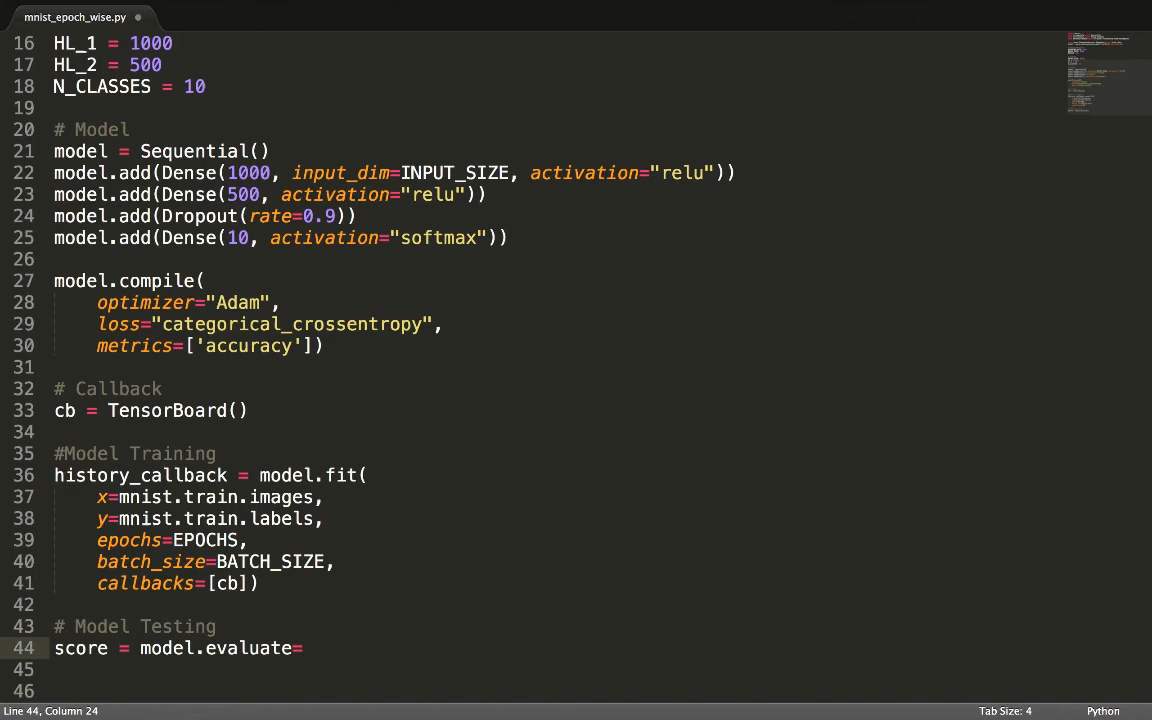 mnist_epoch_wise.py
16 HL_1 = 1000
17 HL_2 = 500
18 N_CLASSES = 10
19
20 # Model
21 model = Sequential()
22 model.add(Dense(1000, input_dim=INPUT_SIZE, activation="relu"))
23 model.add(Dense(500, activation="relu"))
24 model.add(Dropout(rate=0.9))
25 model.add(Dense(10, activation="softmax"))
26
27 model.compile(
28     optimizer="Adam",
29     loss="categorical_crossentropy",
30     metrics=['accuracy'])
31
32 # Callback
33 cb = TensorBoard()
34
35 #Model Training
36 history_callback = model.fit(
37     x=mnist.train.images,
38     y=mnist.train.labels,
39     epochs=EPOCHS,
40     batch_size=BATCH_SIZE,
41     callbacks=[cb])
42
43 # Model Testing
44 score = model.evaluate=
45
46
Line 44, Column 24 Tab Size: 4 Python